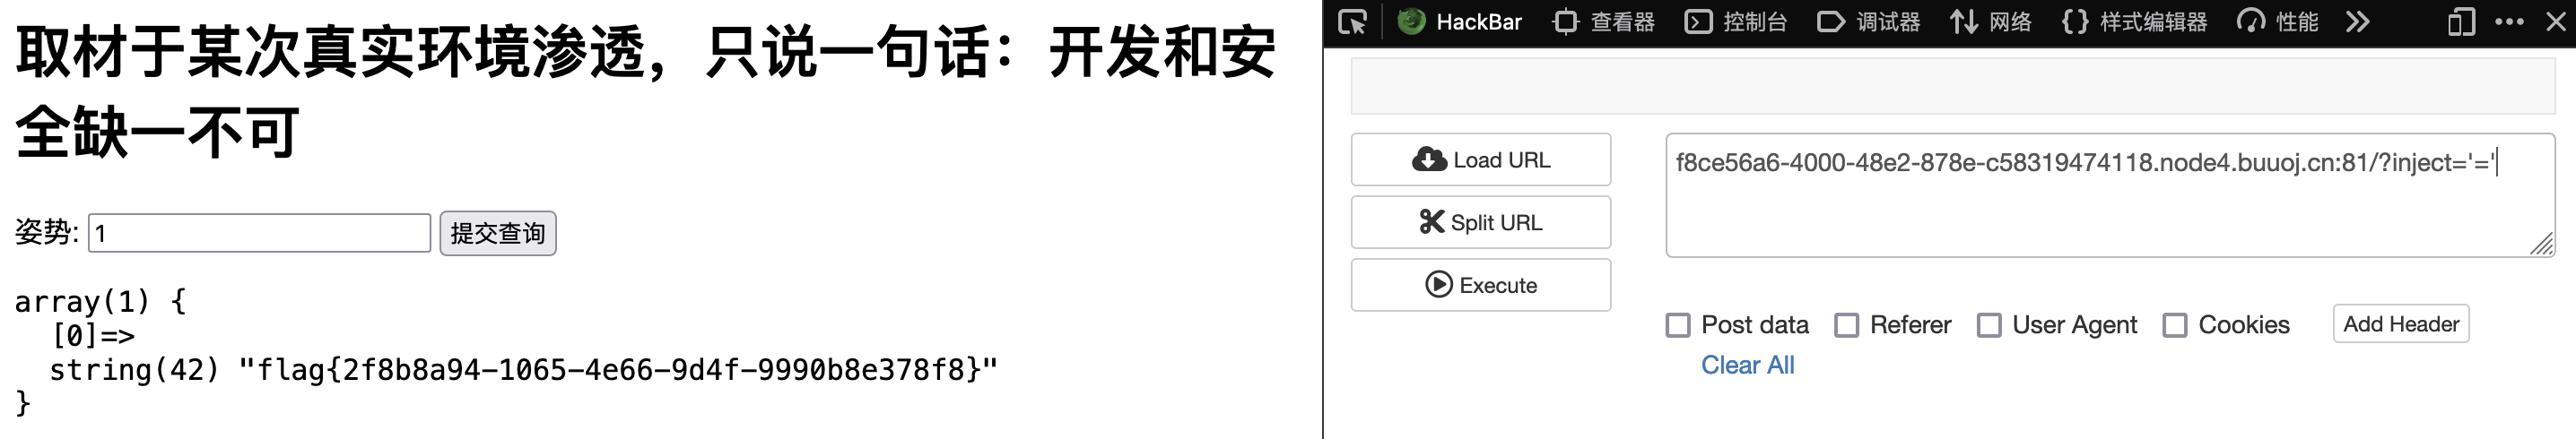 取材于某次真实环境渗透，只说一句话：开发和安
全缺一不可
姿势: 1 提交查询
array(1) {
  [0]=>
  string(42) "flag{2f8b8a94-1065-4e66-9d4f-9990b8e378f8}"
}
HackBar 查看器 控制台 调试器 网络 样式编辑器 性能
Load URL
f8ce56a6-4000-48e2-878e-c58319474118.node4.buuoj.cn:81/?inject='='
Split URL
Execute
Post data Referer User Agent Cookies Add Header
Clear All